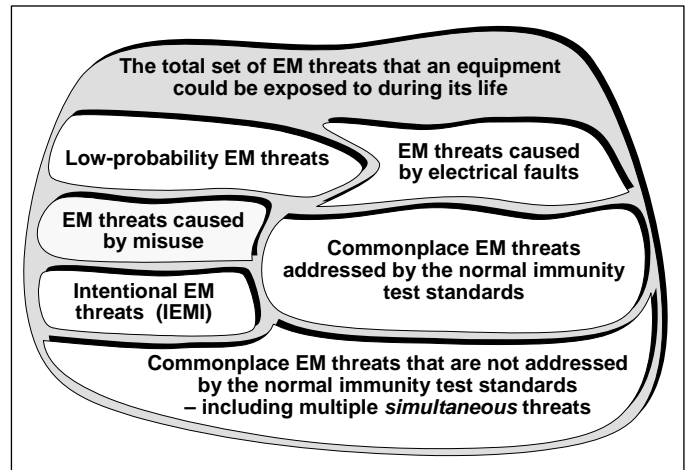 The total set of EM threats that an equipment
could be exposed to during its life
Low-probability EM threats
EM threats caused
by electrical faults
EM threats caused
by misuse
Commonplace EM threats
addressed by the normal immunity
test standards
Intentional EM
threats (IEMI)
Commonplace EM threats that are not addressed
by the normal immunity test standards
– including multiple simultaneous threats